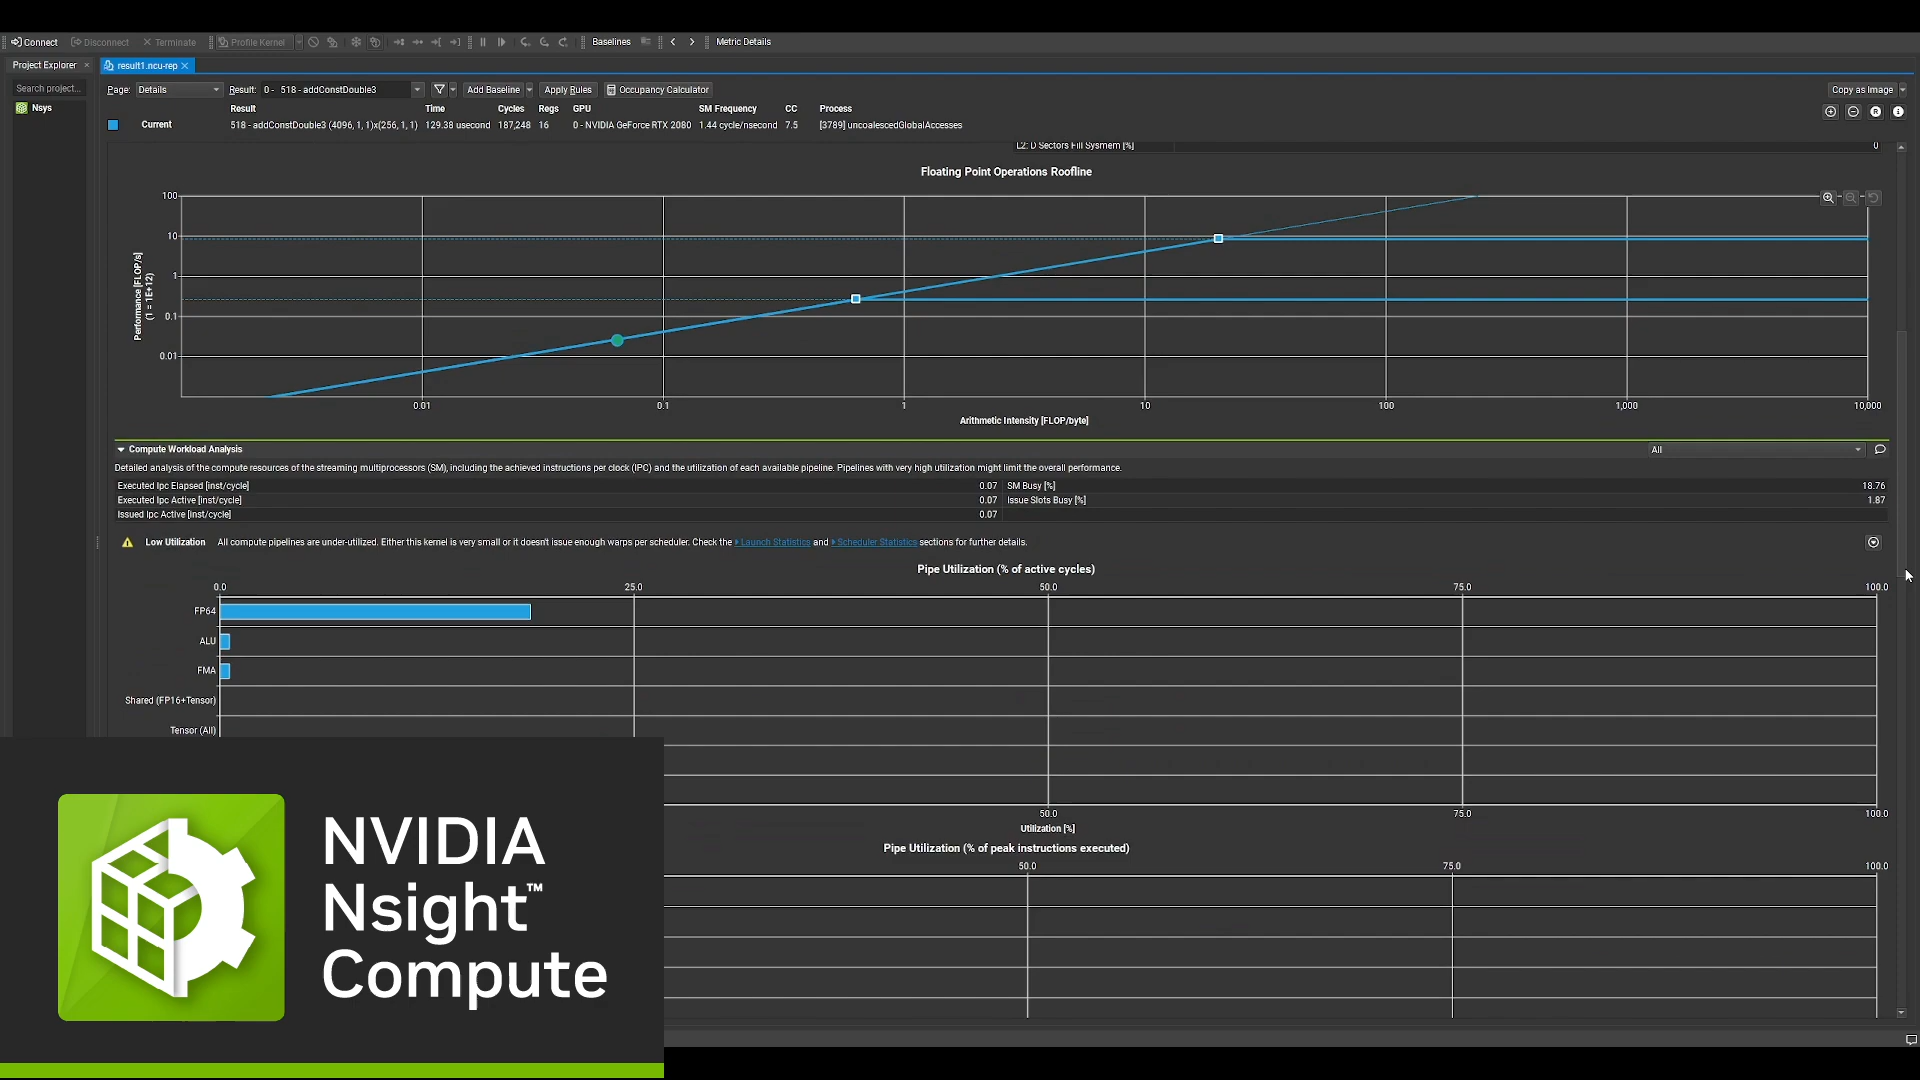 Connect Disconnect Terminate Profile Kernel Baselines Metric Details
Project Explorer × result1.ncu-rep
Search project...
Nsys
Page: Details Result: 0 - 518 - addConstDouble3 Add Baseline Apply Rules Occupancy Calculator Copy as Image
Result Time Cycles Regs GPU SM Frequency CC Process
Current 518 - addConstDouble3 (4096, 1, 1)x(256, 1, 1) 129.38 usecond 187,248 16 0 - NVIDIA GeForce RTX 2080 1.44 cycle/nsecond 7.5 [3789] uncoalescedGlobalAccesses
L2: D Sectors Fill Sysmem [%] 0
Floating Point Operations Roofline
100
10
1
0.1
0.01
Performance [FLOP/s]
(1 = 1E+12)
0.01 0.1 1 10 100 1,000 10,000
Arithmetic Intensity [FLOP/byte]
Compute Workload Analysis All
Detailed analysis of the compute resources of the streaming multiprocessors (SM), including the achieved instructions per clock (IPC) and the utilization of each available pipeline. Pipelines with very high utilization might limit the overall performance.
Executed Ipc Elapsed [inst/cycle] 0.07 SM Busy [%] 18.76
Executed Ipc Active [inst/cycle] 0.07 Issue Slots Busy [%] 1.87
Issued Ipc Active [inst/cycle] 0.07
Low Utilization All compute pipelines are under-utilized. Either this kernel is very small or it doesn't issue enough warps per scheduler. Check the Launch Statistics and Scheduler Statistics sections for further details.
Pipe Utilization (% of active cycles)
0.0 25.0 50.0 75.0 100.0
FP64
ALU
FMA
Shared (FP16+Tensor)
Tensor (All)
50.0 75.0 100.0
Utilization [%]
Pipe Utilization (% of peak instructions executed)
50.0 75.0 100.0
NVIDIA
Nsight™
Compute